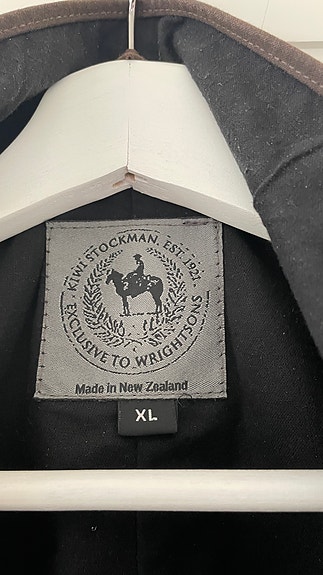 · KIWI STOCKMAN. EST 1921 ·
EXCLUSIVE TO WRIGHTSONS
Made in New Zealand
XL